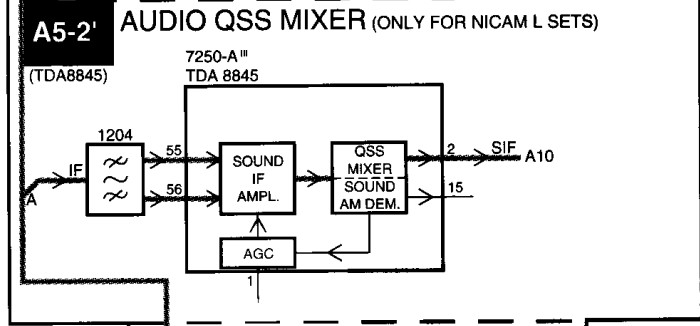 A5-2'
AUDIO QSS MIXER (ONLY FOR NICAM L SETS)
(TDA8845)
7250-A'''
TDA 8845
1204
IF
A
55
56
SOUND
IF
AMPL.
QSS
MIXER
SOUND
AM DEM.
2
SIF
A10
15
AGC
1